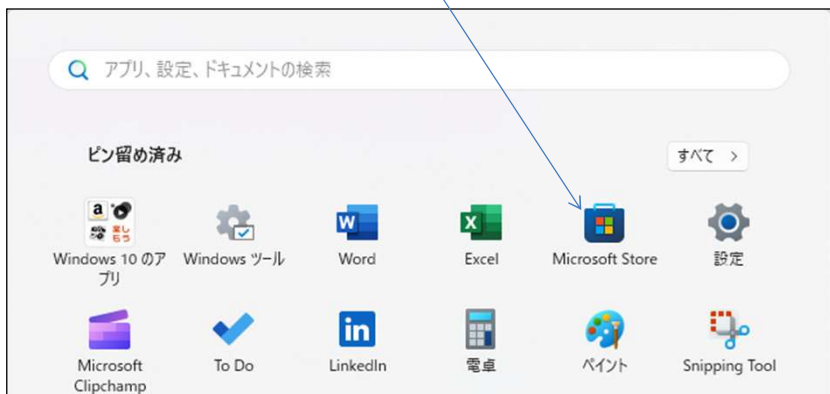 アプリ、設定、ドキュメントの検索
ピン留め済み
すべて >
Windows 10 のア
プリ
Windows ツール
Word
Excel
Microsoft Store
設定
Microsoft
Clipchamp
To Do
LinkedIn
電卓
ペイント
Snipping Tool